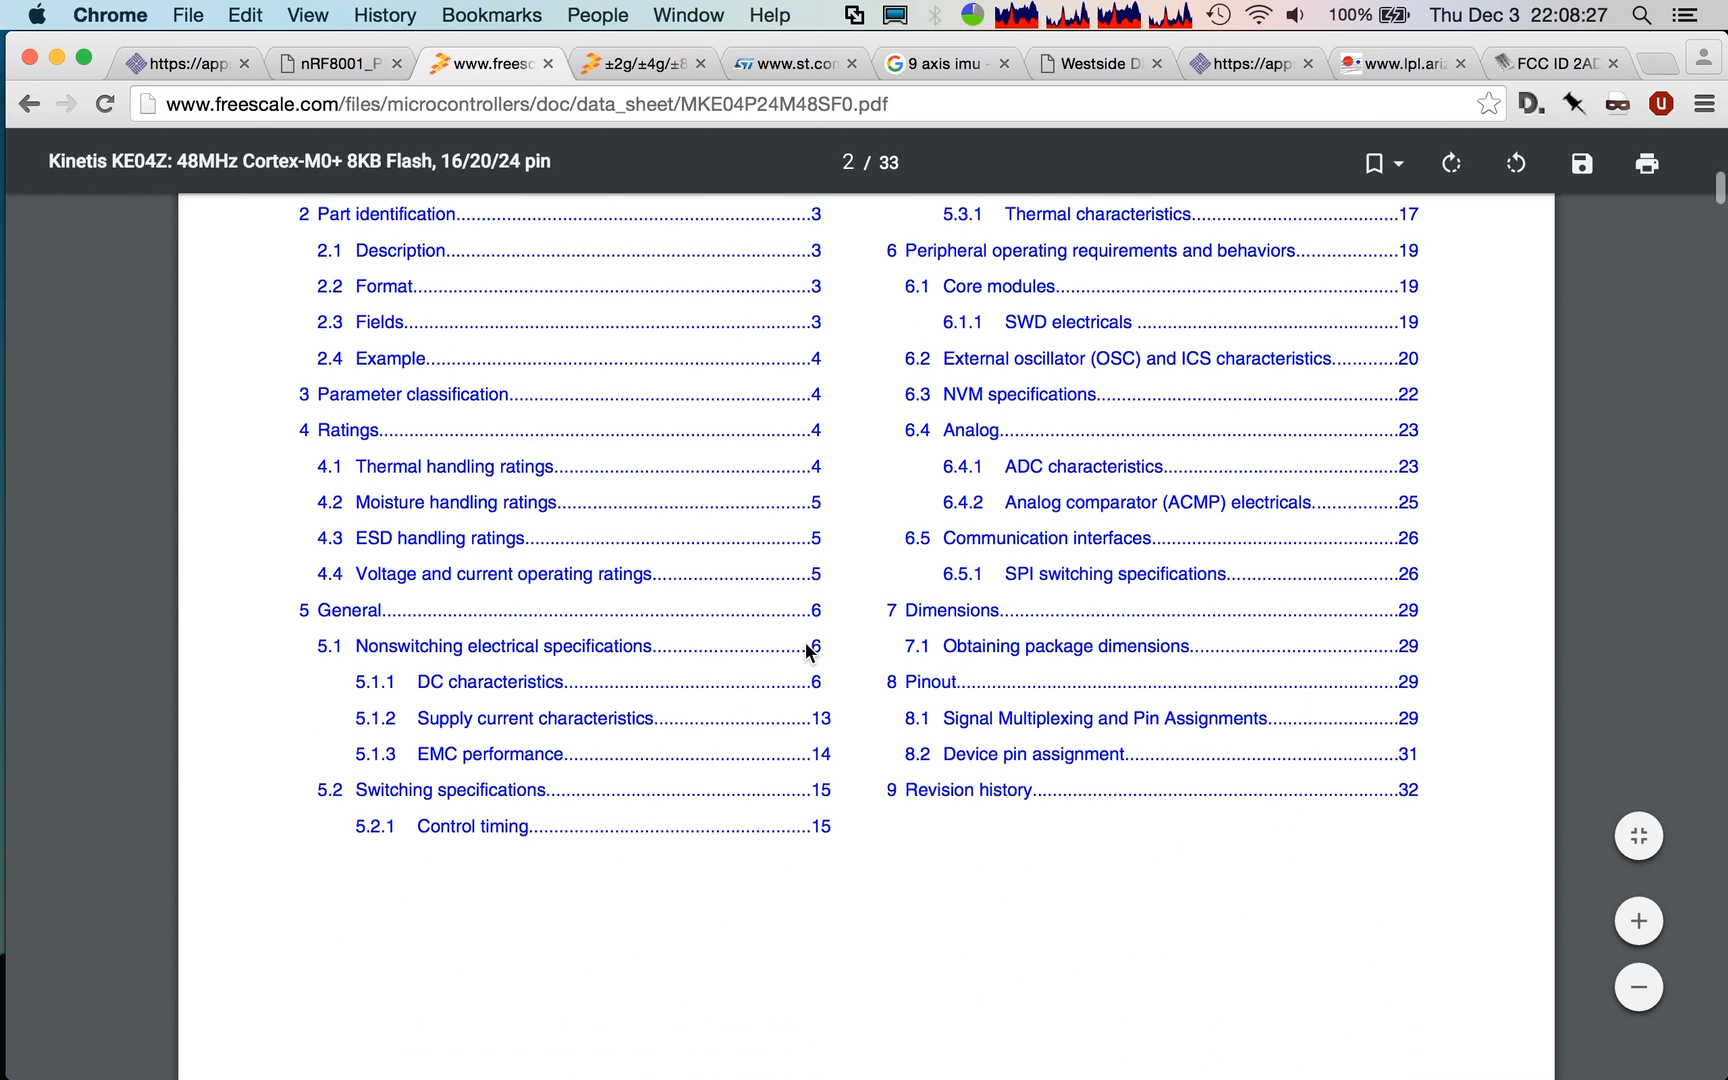 Chrome File Edit View History Bookmarks People Window Help 100% Thu Dec 3 22:08:27
https://app nRF8001_P www.freesc ±2g/±4g/±8 www.st.con 9 axis imu - Westside D https://app www.lpl.ari FCC ID 2AD
www.freescale.com/files/microcontrollers/doc/data_sheet/MKE04P24M48SF0.pdf
Kinetis KE04Z: 48MHz Cortex-M0+ 8KB Flash, 16/20/24 pin 2 / 33
2 Part identification 3
2.1 Description 3
2.2 Format 3
2.3 Fields 3
2.4 Example 4
3 Parameter classification 4
4 Ratings 4
4.1 Thermal handling ratings 4
4.2 Moisture handling ratings 5
4.3 ESD handling ratings 5
4.4 Voltage and current operating ratings 5
5 General 6
5.1 Nonswitching electrical specifications 6
5.1.1 DC characteristics 6
5.1.2 Supply current characteristics 13
5.1.3 EMC performance 14
5.2 Switching specifications 15
5.2.1 Control timing 15
5.3.1 Thermal characteristics 17
6 Peripheral operating requirements and behaviors 19
6.1 Core modules 19
6.1.1 SWD electricals 19
6.2 External oscillator (OSC) and ICS characteristics 20
6.3 NVM specifications 22
6.4 Analog 23
6.4.1 ADC characteristics 23
6.4.2 Analog comparator (ACMP) electricals 25
6.5 Communication interfaces 26
6.5.1 SPI switching specifications 26
7 Dimensions 29
7.1 Obtaining package dimensions 29
8 Pinout 29
8.1 Signal Multiplexing and Pin Assignments 29
8.2 Device pin assignment 31
9 Revision history 32